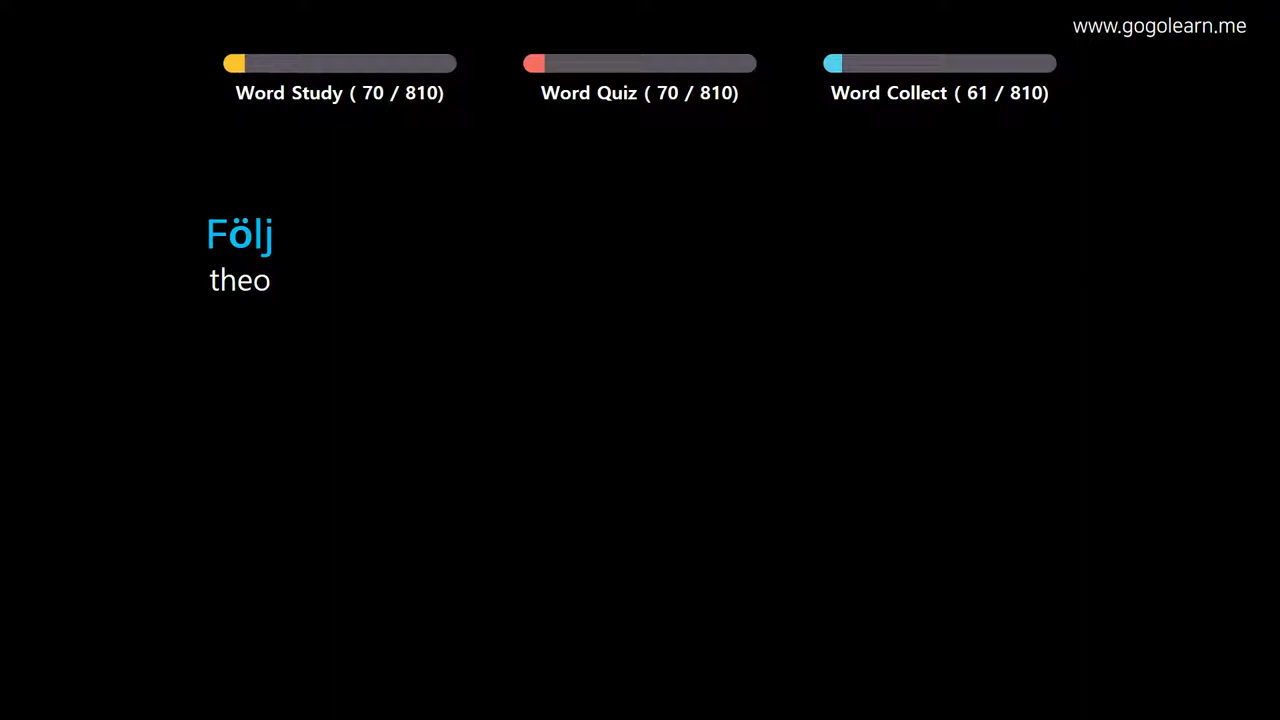 www.gogolearn.me
Word Study ( 70 / 810)
Word Quiz ( 70 / 810)
Word Collect ( 61 / 810)
Följ
theo